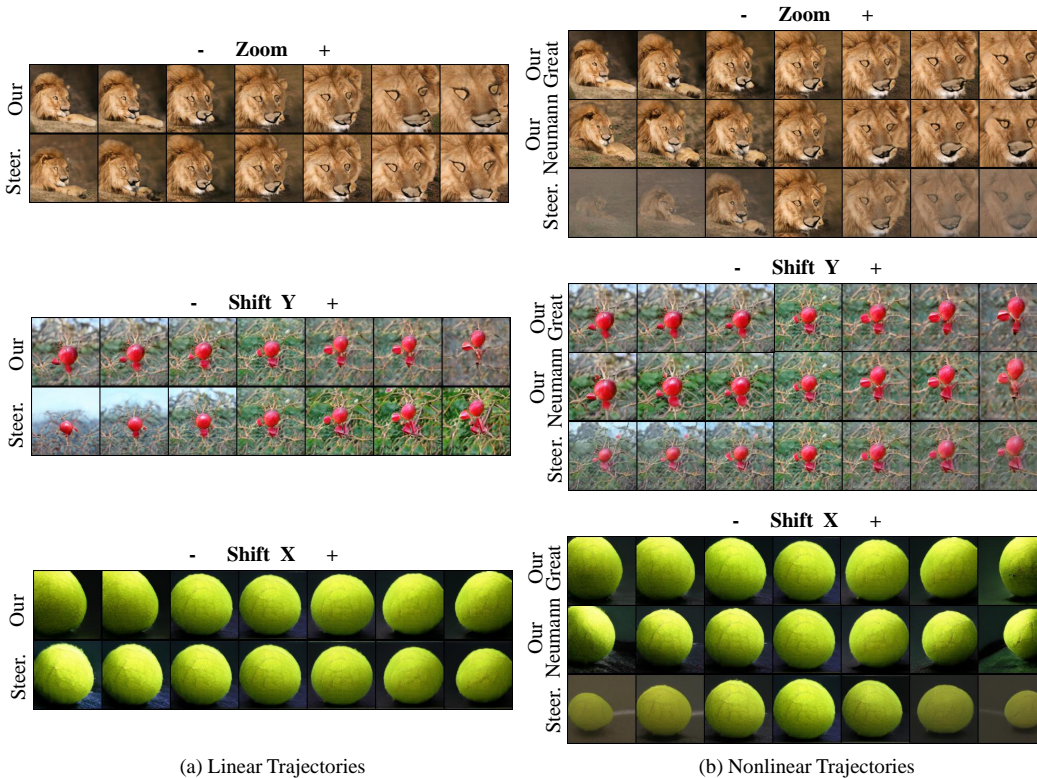 - Zoom +
Our
Steer.
- Shift Y +
Our
Steer.
- Shift X +
Our
Steer.
(a) Linear Trajectories
- Zoom +
Our
Great
Our
Neumann
Steer.
- Shift Y +
Our
Great
Our
Neumann
Steer.
- Shift X +
Our
Great
Our
Neumann
Steer.
(b) Nonlinear Trajectories